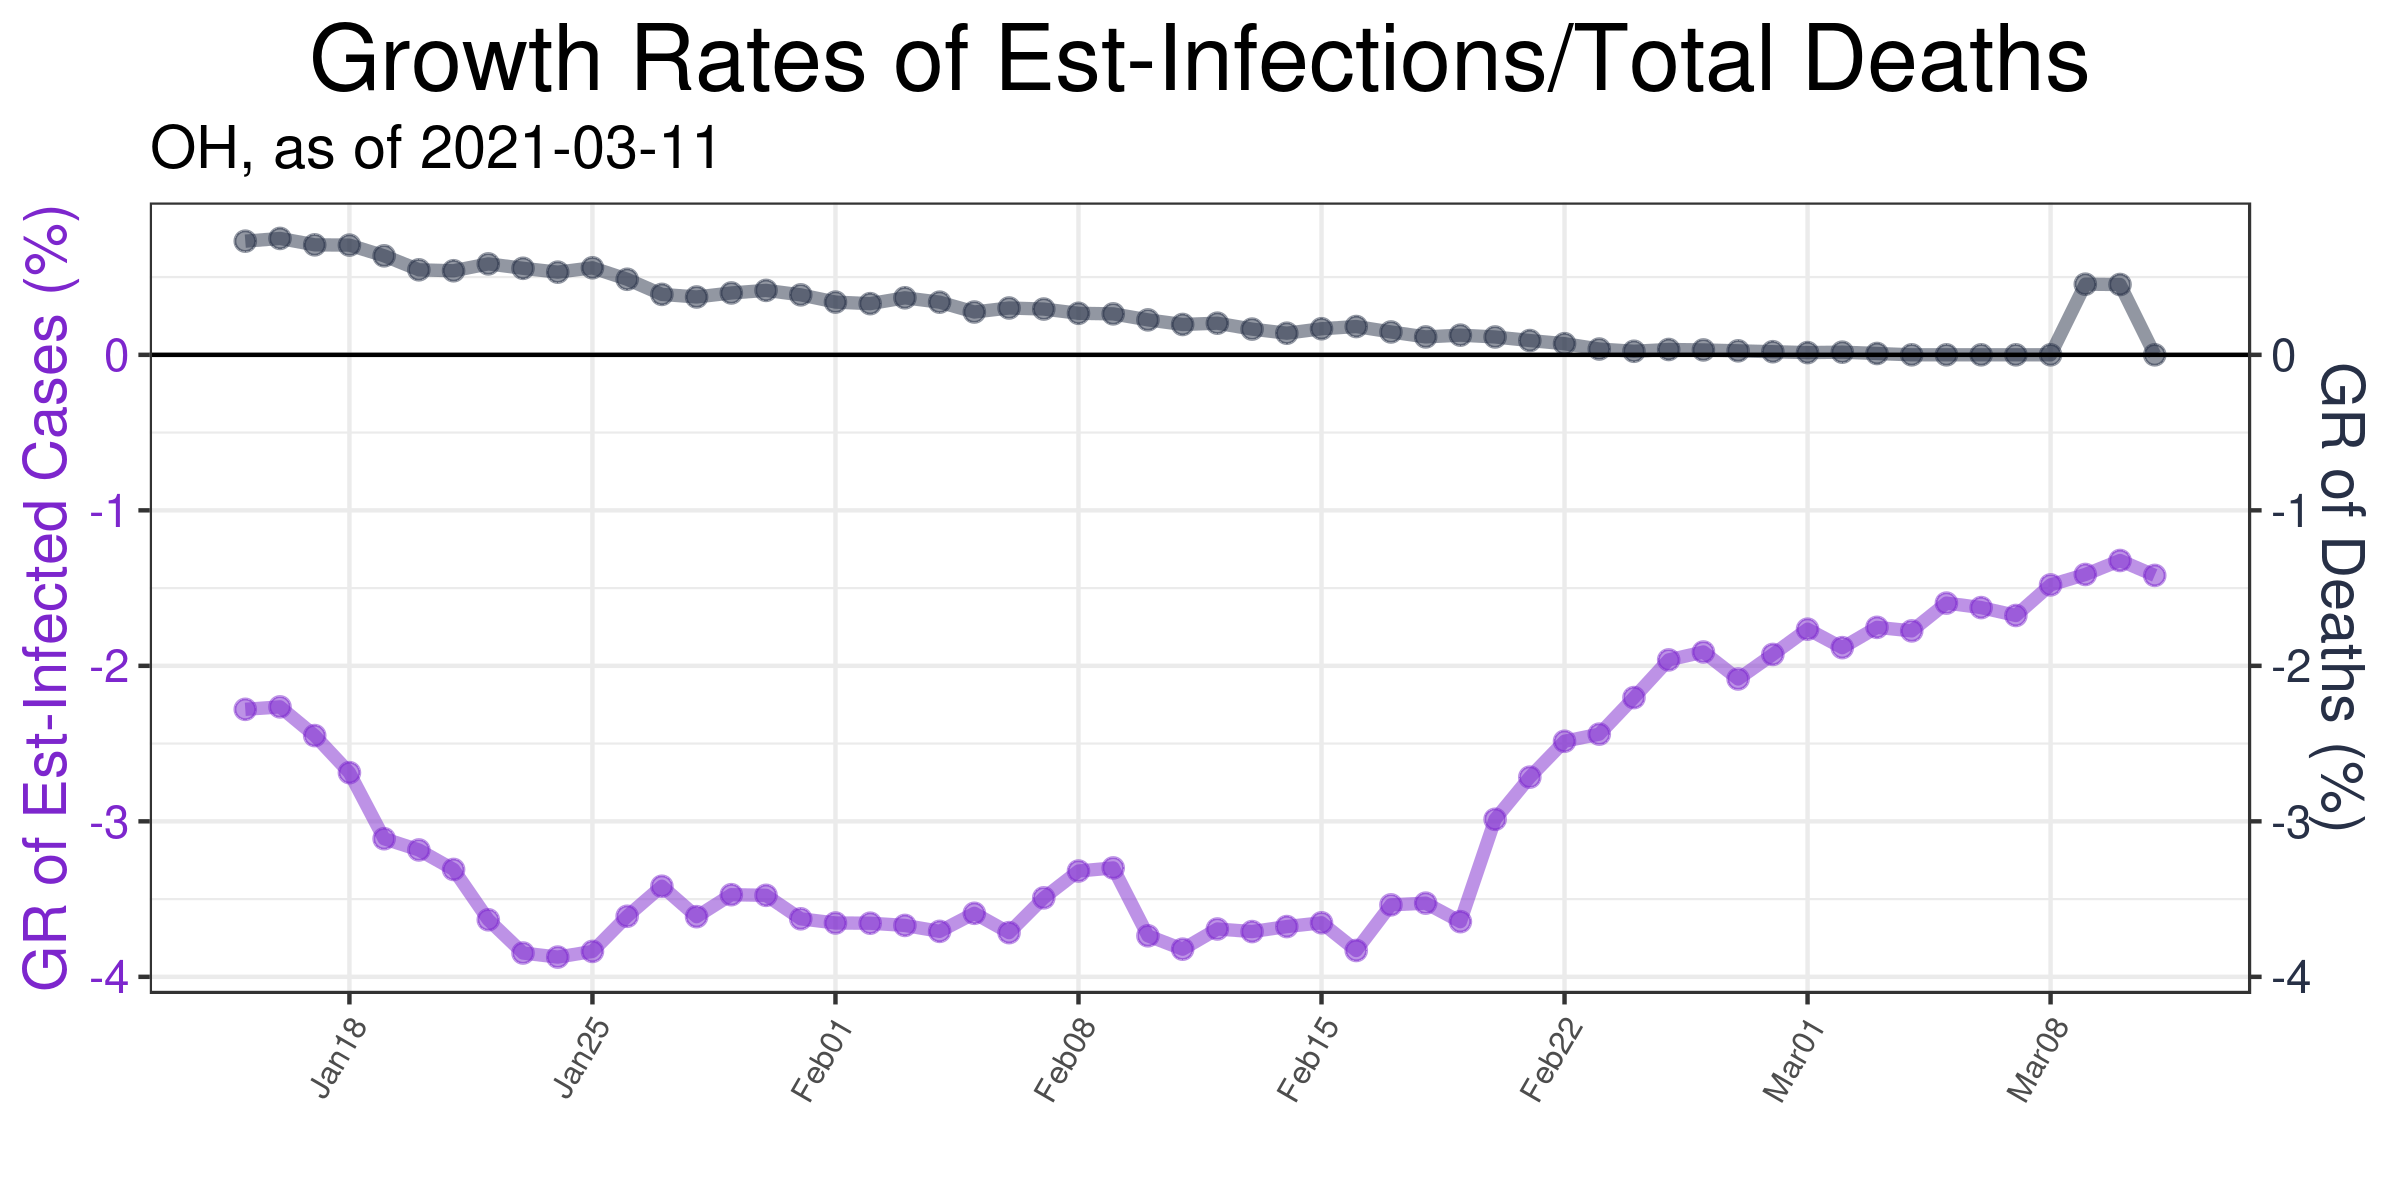 Growth Rates of Est-Infections/Total Deaths
OH, as of 2021-03-11
GR of Est-Infected Cases (%)
0
-1
-2
-3
-4
0
-1
-2
-3
-4
GR of Deaths (%)
Jan18
Jan25
Feb01
Feb08
Feb15
Feb22
Mar01
Mar08